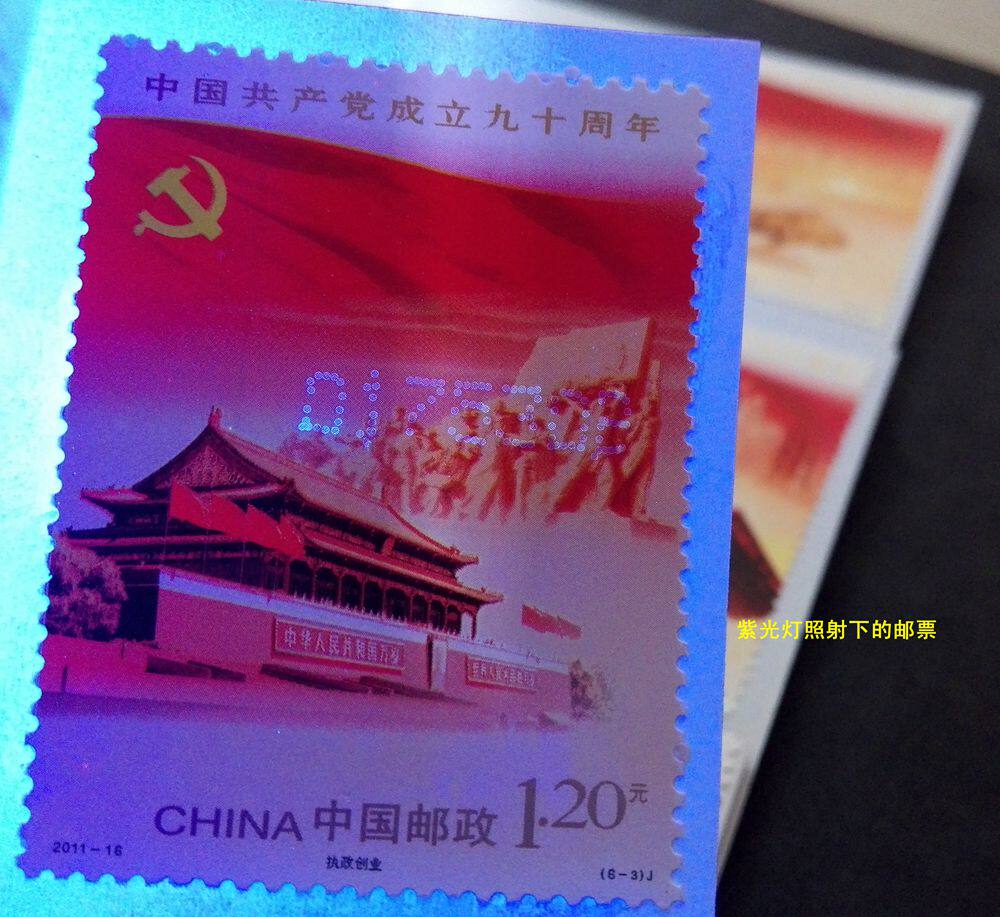 中国共产党成立九十周年
中华人民共和国万岁
CHINA 中国邮政 1.20元
2011-16
执政创业
(6-3)J
紫光灯照射下的邮票